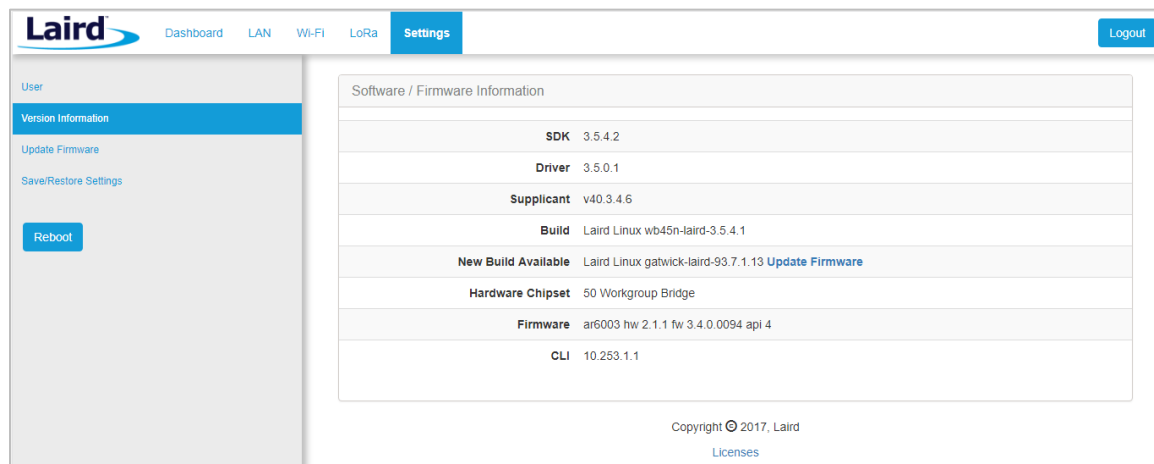 Laird Dashboard LAN Wi-Fi LoRa Settings Logout
User
Version Information
Update Firmware
Save/Restore Settings
Reboot
Software / Firmware Information
SDK 3.5.4.2
Driver 3.5.0.1
Supplicant v40.3.4.6
Build Laird Linux wb45n-laird-3.5.4.1
New Build Available Laird Linux gatwick-laird-93.7.1.13 Update Firmware
Hardware Chipset 50 Workgroup Bridge
Firmware ar6003 hw 2.1.1 fw 3.4.0.0094 api 4
CLI 10.253.1.1
Copyright © 2017, Laird
Licenses